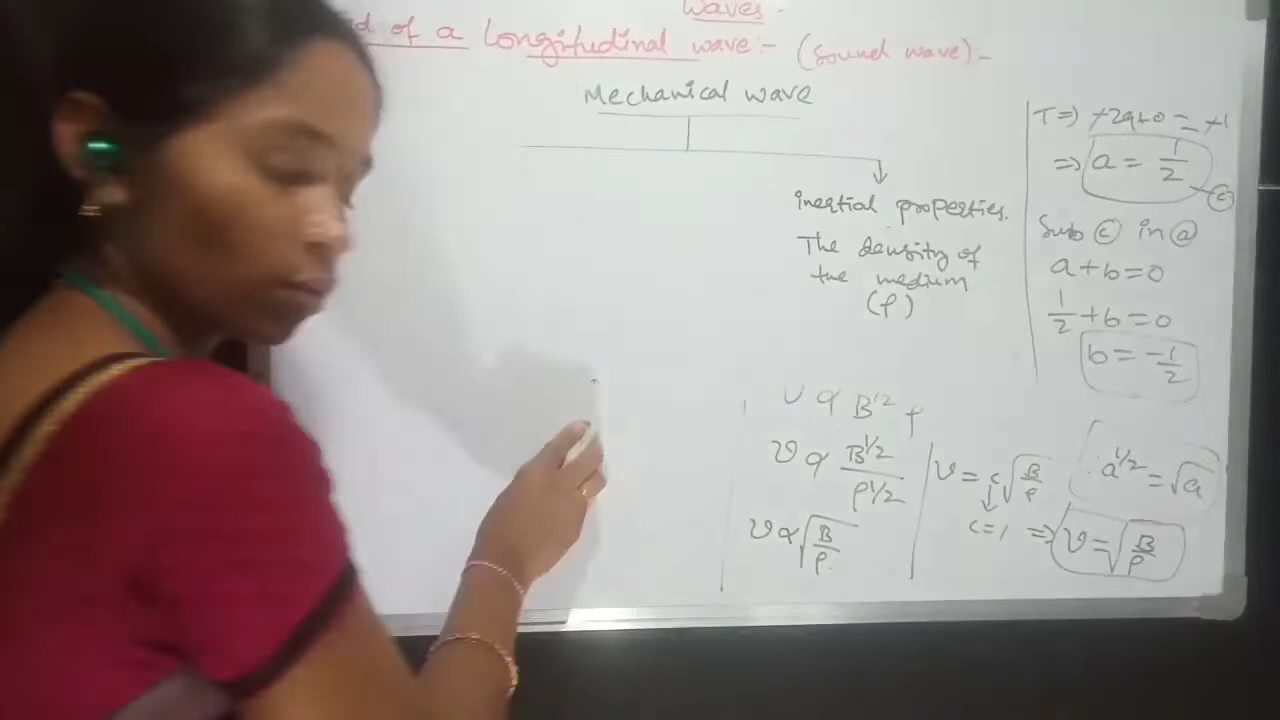 Waves-
d of a Longitudinal wave:- (Sound wave):-
Mechanical wave
inertial properties.
The density of
the medium
(ρ)
υ ∝ B^1/2 ρ
υ ∝ B^1/2 / ρ^1/2
υ ∝ √(B/ρ)
T ⇒ +2a+0 = +1
⇒ a = 1/2
c
Sub ⓒ in ⓐ
a+b=0
1/2 + b = 0
b = -1/2
a^1/2 = √a
υ = c √(B/ρ)
c=1 ⇒ υ = √(B/ρ)